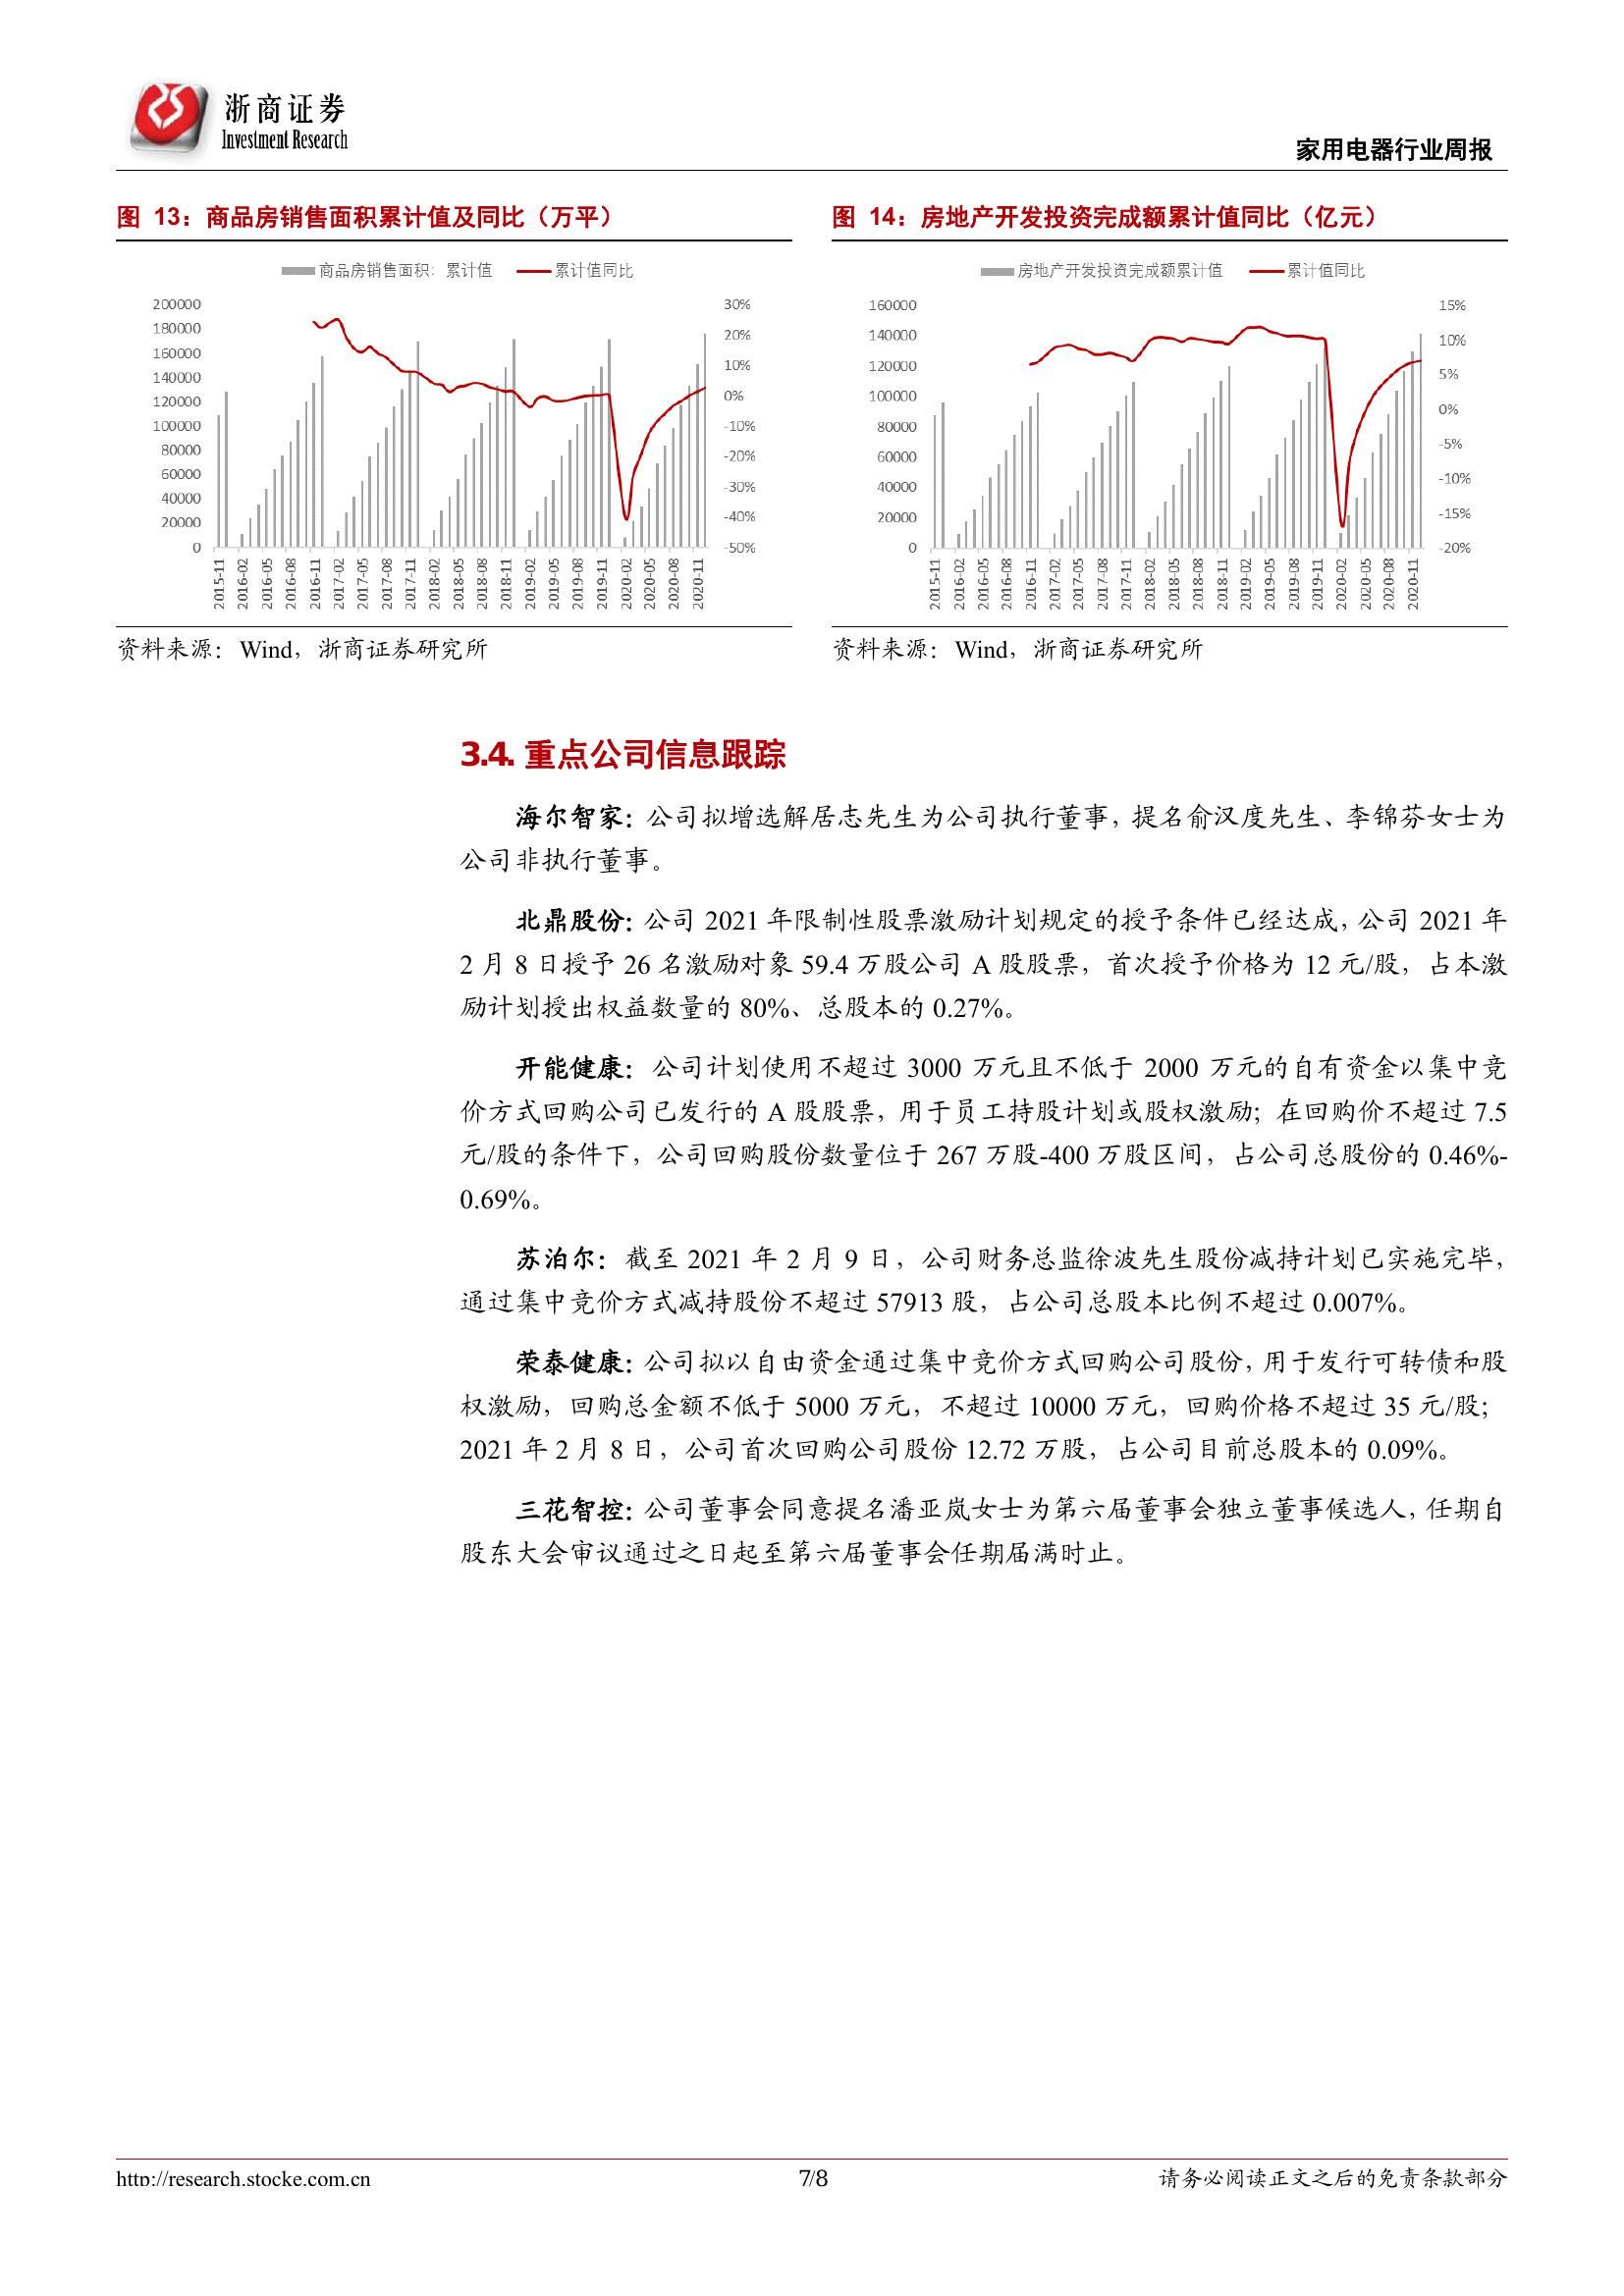 浙商证券
Investment Research
家用电器行业周报
图 13：商品房销售面积累计值及同比（万平）
商品房销售面积：累计值
累计值同比
200000
180000
160000
140000
120000
100000
80000
60000
40000
20000
0
30%
20%
10%
0%
-10%
-20%
-30%
-40%
-50%
2015-11
2016-02
2016-05
2016-08
2016-11
2017-02
2017-05
2017-08
2017-11
2018-02
2018-05
2018-08
2018-11
2019-02
2019-05
2019-08
2019-11
2020-02
2020-05
2020-08
2020-11
资料来源：Wind，浙商证券研究所
图 14：房地产开发投资完成额累计值同比（亿元）
房地产开发投资完成额累计值
累计值同比
160000
140000
120000
100000
80000
60000
40000
20000
0
15%
10%
5%
0%
-5%
-10%
-15%
-20%
2015-11
2016-02
2016-05
2016-08
2016-11
2017-02
2017-05
2017-08
2017-11
2018-02
2018-05
2018-08
2018-11
2019-02
2019-05
2019-08
2019-11
2020-02
2020-05
2020-08
2020-11
资料来源：Wind，浙商证券研究所
3.4. 重点公司信息跟踪
海尔智家：公司拟增选解居志先生为公司执行董事，提名俞汉度先生、李锦芬女士为
公司非执行董事。
北鼎股份：公司 2021 年限制性股票激励计划规定的授予条件已经达成，公司 2021 年
2 月 8 日授予 26 名激励对象 59.4 万股公司 A 股股票，首次授予价格为 12 元/股，占本激
励计划授出权益数量的 80%、总股本的 0.27%。
开能健康：公司计划使用不超过 3000 万元且不低于 2000 万元的自有资金以集中竞
价方式回购公司已发行的 A 股股票，用于员工持股计划或股权激励；在回购价不超过 7.5
元/股的条件下，公司回购股份数量位于 267 万股-400 万股区间，占公司总股份的 0.46%-
0.69%。
苏泊尔：截至 2021 年 2 月 9 日，公司财务总监徐波先生股份减持计划已实施完毕，
通过集中竞价方式减持股份不超过 57913 股，占公司总股本比例不超过 0.007%。
荣泰健康：公司拟以自由资金通过集中竞价方式回购公司股份，用于发行可转债和股
权激励，回购总金额不低于 5000 万元，不超过 10000 万元，回购价格不超过 35 元/股；
2021 年 2 月 8 日，公司首次回购公司股份 12.72 万股，占公司目前总股本的 0.09%。
三花智控：公司董事会同意提名潘亚岚女士为第六届董事会独立董事候选人，任期自
股东大会审议通过之日起至第六届董事会任期届满时止。
http://research.stocke.com.cn
7/8
请务必阅读正文之后的免责条款部分